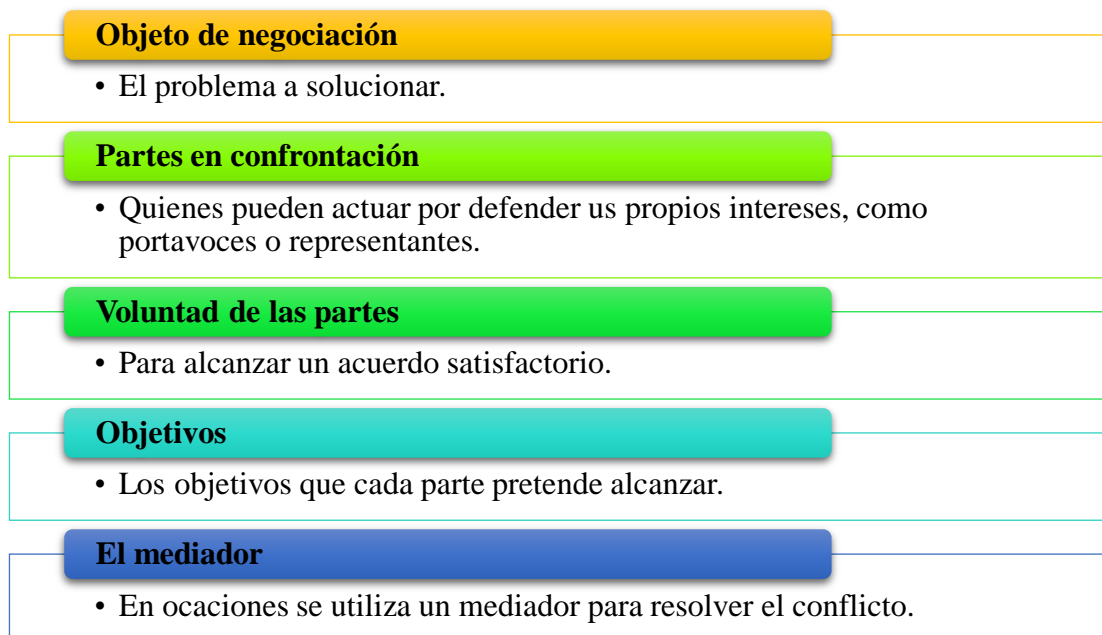 Objeto de negociación
• El problema a solucionar.
Partes en confrontación
• Quienes pueden actuar por defender us propios intereses, como
portavoces o representantes.
Voluntad de las partes
• Para alcanzar un acuerdo satisfactorio.
Objetivos
• Los objetivos que cada parte pretende alcanzar.
El mediador
• En ocaciones se utiliza un mediador para resolver el conflicto.